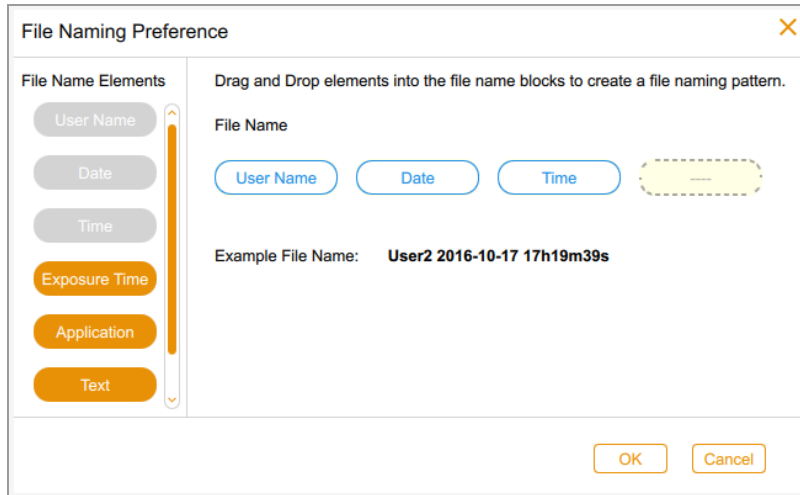 File Naming Preference
File Name Elements
Drag and Drop elements into the file name blocks to create a file naming pattern.
User Name
File Name
Date
User Name Date Time ----
Time
Example File Name: User2 2016-10-17 17h19m39s
Exposure Time
Application
Text
OK Cancel